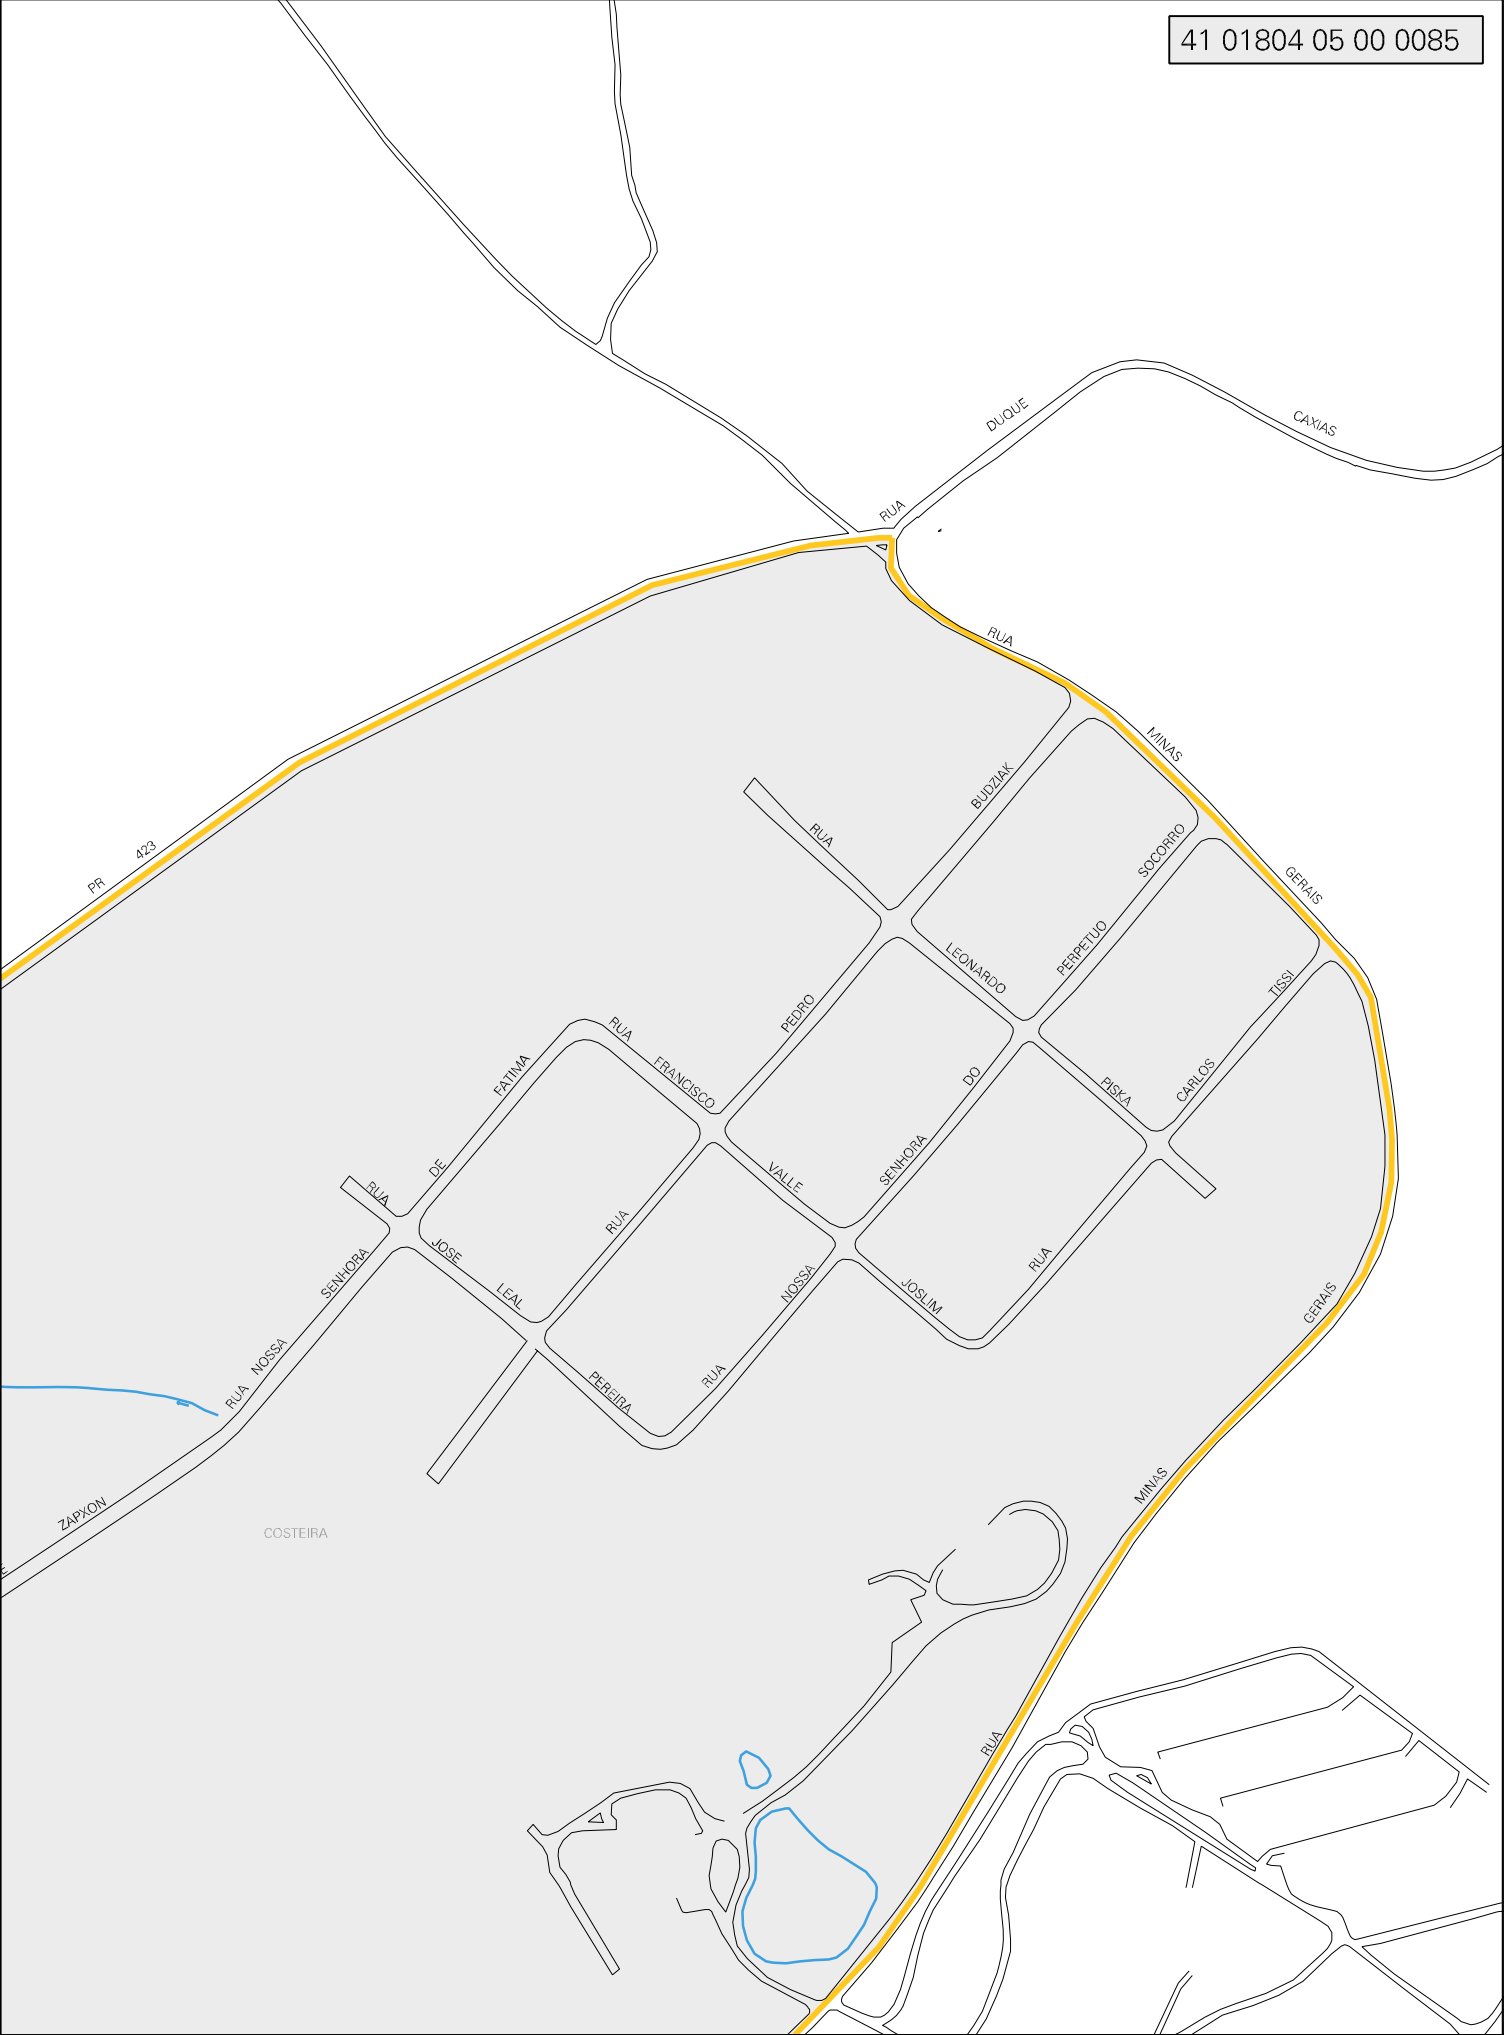 41 01804 05 00 0085
DUQUE
CAXIAS
RUA
RUA
MINAS
BUDZIAK
RUA
SOCORRO
423
PR
GERAIS
PERPETUO
LEONARDO
TISSI
PEDRO
RUA
FRANCISCO
FATIMA
DO
PISKA
CARLOS
DE
VALLE
SENHORA
RUA
RUA
JOSE
SENHORA
LEAL
NOSSA
JOSLIM
RUA
GERAIS
NOSSA
RUA
PEREIRA
RUA
MINAS
ZAPXON
COSTEIRA
E
RUA